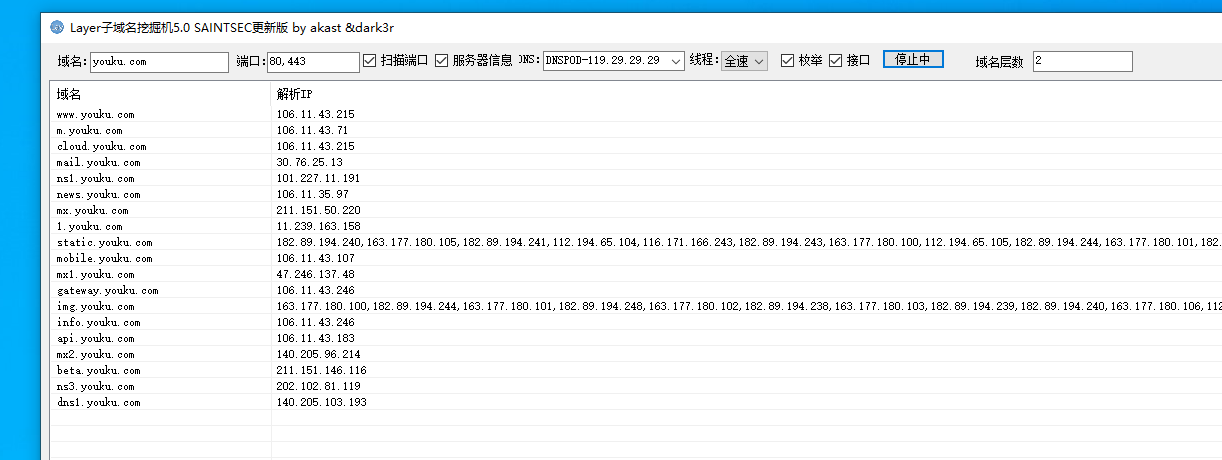 Layer子域名挖掘机5.0 SAINTSEC更新版 by akast &dark3r
域名: youku.com 端口: 80,443 扫描端口 服务器信息 DNS: DNSPOD-119.29.29.29 线程: 全速 枚举 接口 停止中 域名层数 2
域名 解析IP
www.youku.com 106.11.43.215
m.youku.com 106.11.43.71
cloud.youku.com 106.11.43.215
mail.youku.com 30.76.25.13
ns1.youku.com 101.227.11.191
news.youku.com 106.11.35.97
mx.youku.com 211.151.50.220
1.youku.com 11.239.163.158
static.youku.com 182.89.194.240,163.177.180.105,182.89.194.241,112.194.65.104,116.171.166.243,182.89.194.243,163.177.180.100,112.194.65.105,182.89.194.244,163.177.180.101,182.
mobile.youku.com 106.11.43.107
mx1.youku.com 47.246.137.48
gateway.youku.com 106.11.43.246
img.youku.com 163.177.180.100,182.89.194.244,163.177.180.101,182.89.194.248,163.177.180.102,182.89.194.238,163.177.180.103,182.89.194.239,182.89.194.240,163.177.180.106,112
info.youku.com 106.11.43.246
api.youku.com 106.11.43.183
mx2.youku.com 140.205.96.214
beta.youku.com 211.151.146.116
ns3.youku.com 202.102.81.119
dns1.youku.com 140.205.103.193